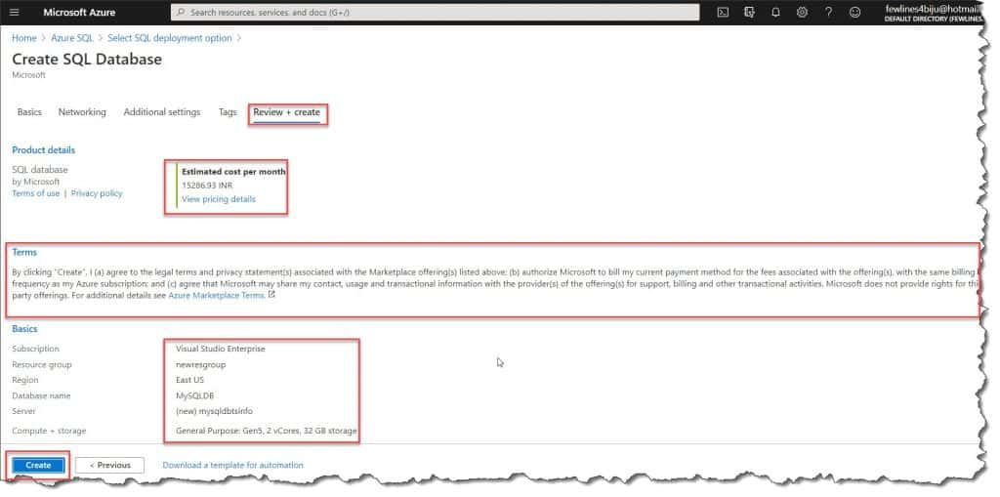 Microsoft Azure
Search resources, services, and docs (G+/)
fewlines4biju@hotmail
DEFAULT DIRECTORY (FEWLINES
Home > Azure SQL > Select SQL deployment option >
Create SQL Database
Microsoft
Basics Networking Additional settings Tags Review + create
Product details
SQL database
by Microsoft
Terms of use | Privacy policy
Estimated cost per month
15286.93 INR
View pricing details
Terms
By clicking "Create", I (a) agree to the legal terms and privacy statement(s) associated with the Marketplace offering(s) listed above; (b) authorize Microsoft to bill my current payment method for the fees associated with the offering(s), with the same billing
frequency as my Azure subscription; and (c) agree that Microsoft may share my contact, usage and transactional information with the provider(s) of the offering(s) for support, billing and other transactional activities. Microsoft does not provide rights for thi
party offerings. For additional details see Azure Marketplace Terms.
Basics
Subscription Visual Studio Enterprise
Resource group newresgroup
Region East US
Database name MySQLDB
Server (new) mysqldbtsinfo
Compute + storage General Purpose: Gen5, 2 vCores, 32 GB storage
Create < Previous Download a template for automation